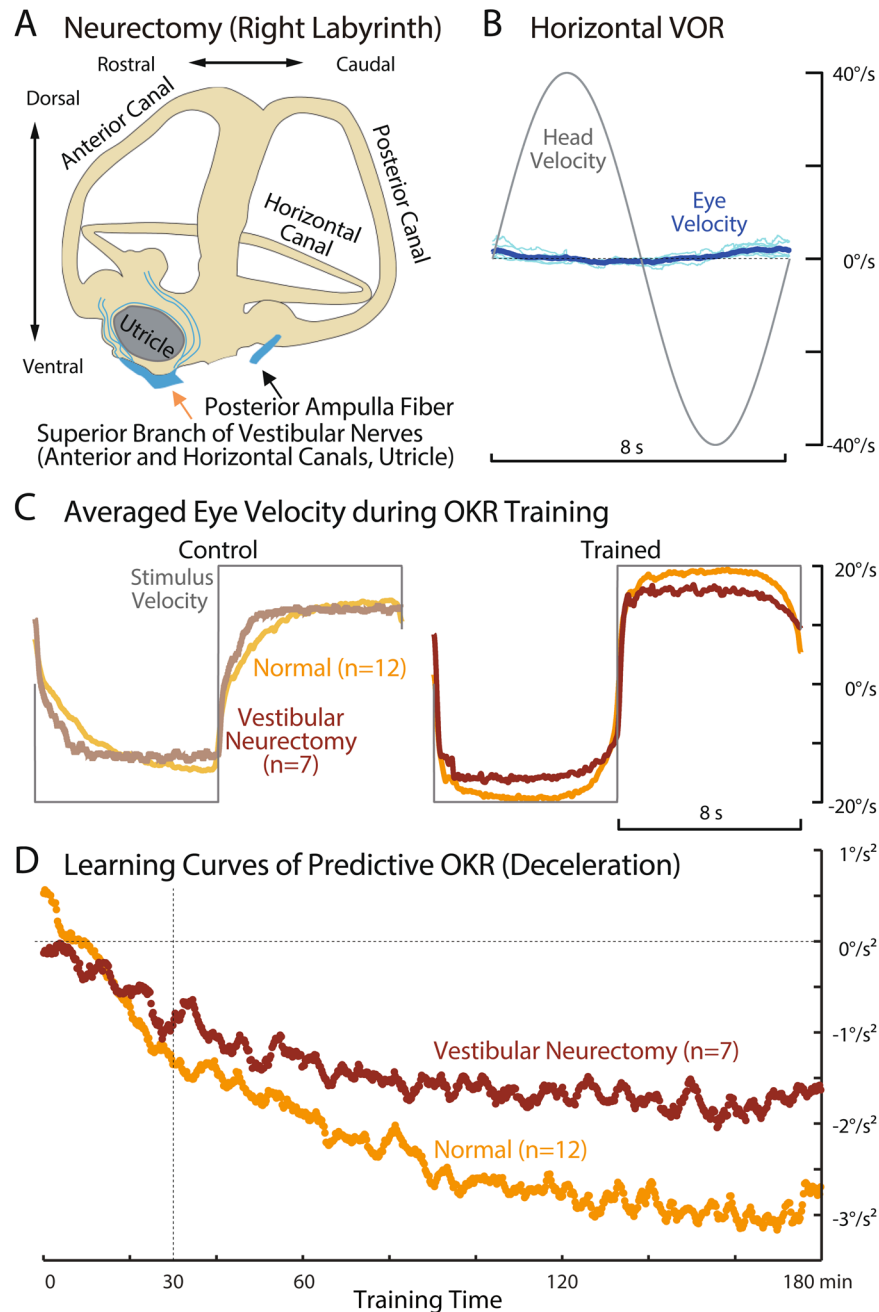 A Neurectomy (Right Labyrinth)
Rostral Caudal
Dorsal
Anterior Canal
Posterior Canal
Horizontal
Canal
Utricle
Ventral
Posterior Ampulla Fiber
Superior Branch of Vestibular Nerves
(Anterior and Horizontal Canals, Utricle)
B Horizontal VOR
40°/s
Head
Velocity
Eye
Velocity
0°/s
-40°/s
8 s
C Averaged Eye Velocity during OKR Training
Control
Stimulus
Velocity
Normal (n=12)
Vestibular
Neurectomy
(n=7)
Trained
20°/s
0°/s
-20°/s
8 s
D Learning Curves of Predictive OKR (Deceleration)
1°/s²
0°/s²
-1°/s²
Vestibular Neurectomy (n=7)
-2°/s²
Normal (n=12)
-3°/s²
0 30 60 120 180 min
Training Time